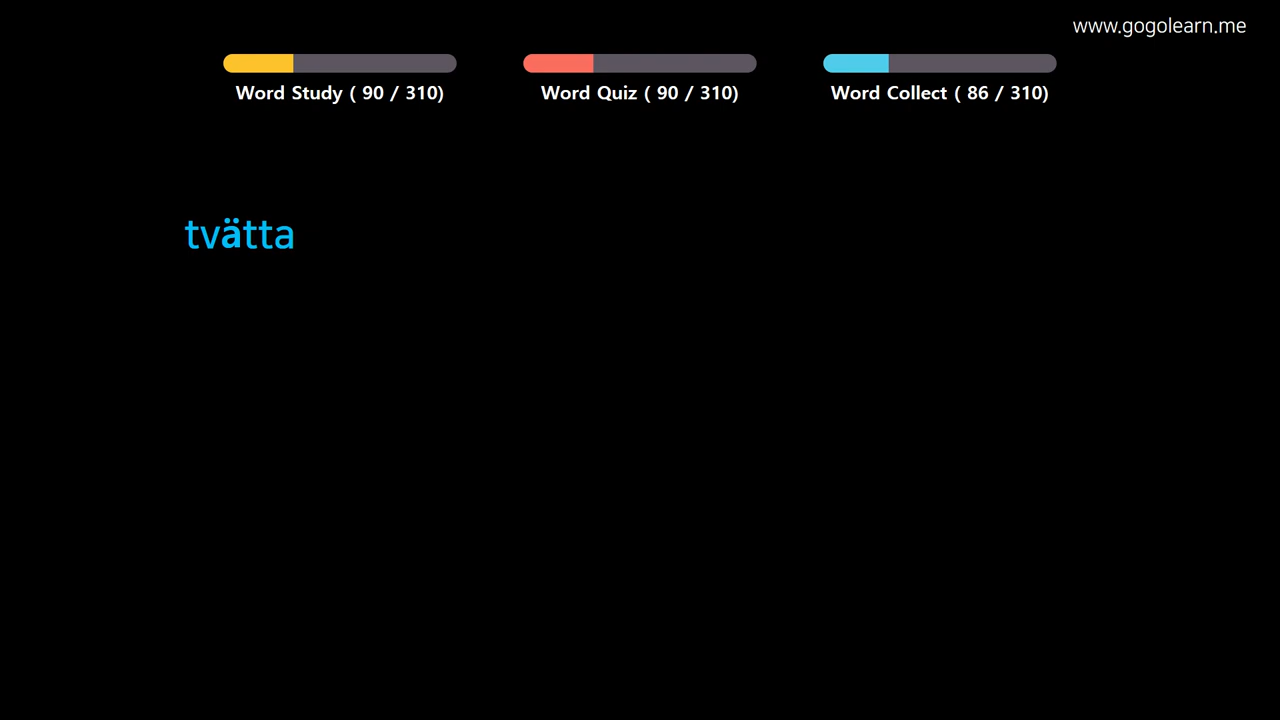 www.gogolearn.me
Word Study ( 90 / 310)
Word Quiz ( 90 / 310)
Word Collect ( 86 / 310)
tvätta